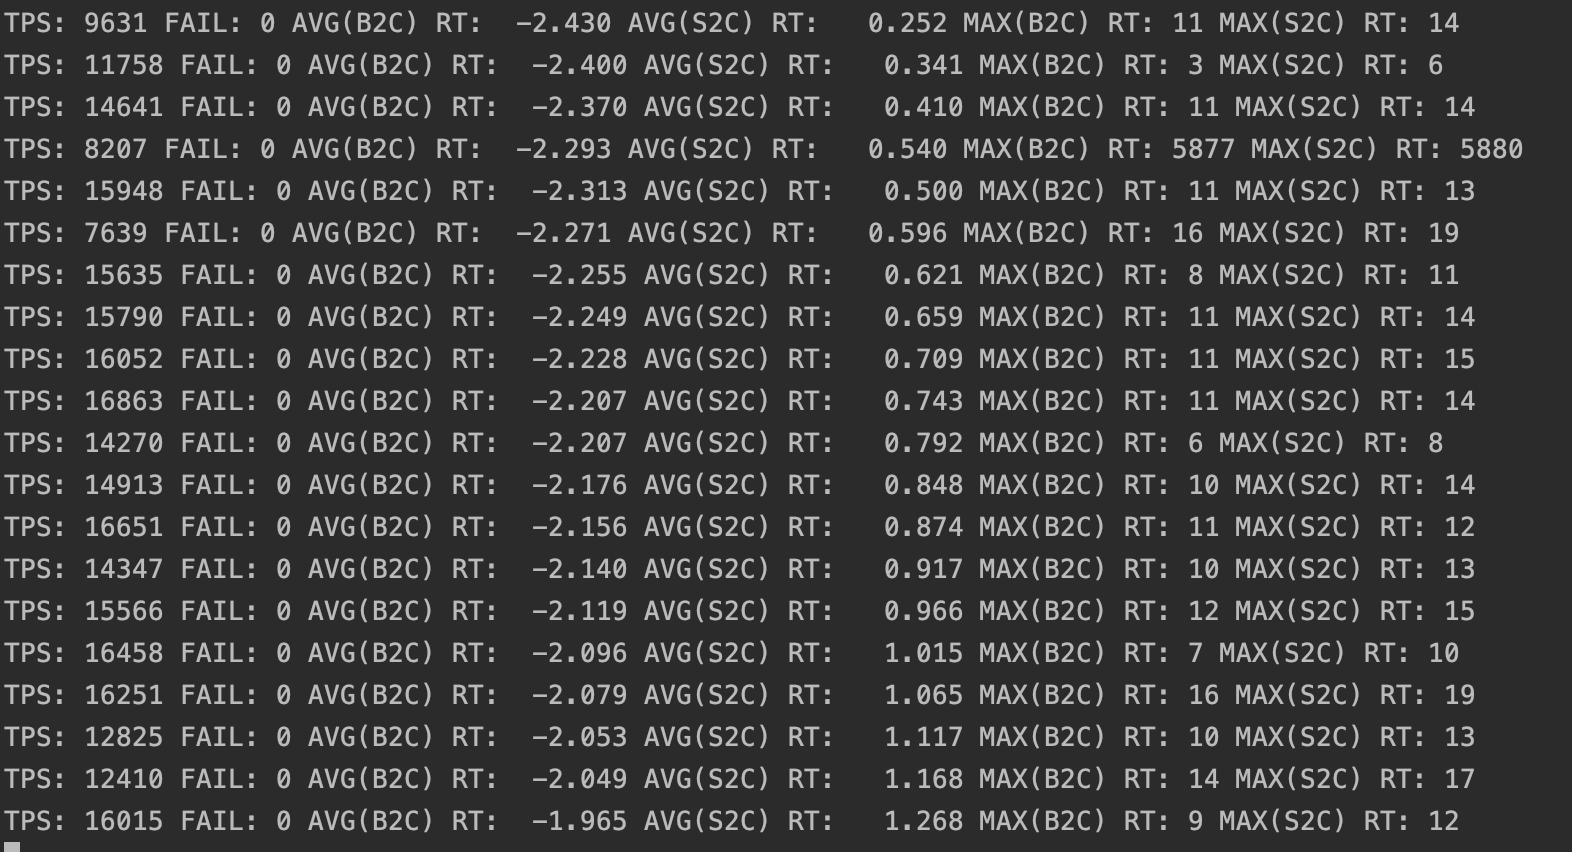 TPS: 9631 FAIL: 0 AVG(B2C) RT:  -2.430 AVG(S2C) RT:   0.252 MAX(B2C) RT: 11 MAX(S2C) RT: 14
TPS: 11758 FAIL: 0 AVG(B2C) RT:  -2.400 AVG(S2C) RT:   0.341 MAX(B2C) RT: 3 MAX(S2C) RT: 6
TPS: 14641 FAIL: 0 AVG(B2C) RT:  -2.370 AVG(S2C) RT:   0.410 MAX(B2C) RT: 11 MAX(S2C) RT: 14
TPS: 8207 FAIL: 0 AVG(B2C) RT:  -2.293 AVG(S2C) RT:   0.540 MAX(B2C) RT: 5877 MAX(S2C) RT: 5880
TPS: 15948 FAIL: 0 AVG(B2C) RT:  -2.313 AVG(S2C) RT:   0.500 MAX(B2C) RT: 11 MAX(S2C) RT: 13
TPS: 7639 FAIL: 0 AVG(B2C) RT:  -2.271 AVG(S2C) RT:   0.596 MAX(B2C) RT: 16 MAX(S2C) RT: 19
TPS: 15635 FAIL: 0 AVG(B2C) RT:  -2.255 AVG(S2C) RT:   0.621 MAX(B2C) RT: 8 MAX(S2C) RT: 11
TPS: 15790 FAIL: 0 AVG(B2C) RT:  -2.249 AVG(S2C) RT:   0.659 MAX(B2C) RT: 11 MAX(S2C) RT: 14
TPS: 16052 FAIL: 0 AVG(B2C) RT:  -2.228 AVG(S2C) RT:   0.709 MAX(B2C) RT: 11 MAX(S2C) RT: 15
TPS: 16863 FAIL: 0 AVG(B2C) RT:  -2.207 AVG(S2C) RT:   0.743 MAX(B2C) RT: 11 MAX(S2C) RT: 14
TPS: 14270 FAIL: 0 AVG(B2C) RT:  -2.207 AVG(S2C) RT:   0.792 MAX(B2C) RT: 6 MAX(S2C) RT: 8
TPS: 14913 FAIL: 0 AVG(B2C) RT:  -2.176 AVG(S2C) RT:   0.848 MAX(B2C) RT: 10 MAX(S2C) RT: 14
TPS: 16651 FAIL: 0 AVG(B2C) RT:  -2.156 AVG(S2C) RT:   0.874 MAX(B2C) RT: 11 MAX(S2C) RT: 12
TPS: 14347 FAIL: 0 AVG(B2C) RT:  -2.140 AVG(S2C) RT:   0.917 MAX(B2C) RT: 10 MAX(S2C) RT: 13
TPS: 15566 FAIL: 0 AVG(B2C) RT:  -2.119 AVG(S2C) RT:   0.966 MAX(B2C) RT: 12 MAX(S2C) RT: 15
TPS: 16458 FAIL: 0 AVG(B2C) RT:  -2.096 AVG(S2C) RT:   1.015 MAX(B2C) RT: 7 MAX(S2C) RT: 10
TPS: 16251 FAIL: 0 AVG(B2C) RT:  -2.079 AVG(S2C) RT:   1.065 MAX(B2C) RT: 16 MAX(S2C) RT: 19
TPS: 12825 FAIL: 0 AVG(B2C) RT:  -2.053 AVG(S2C) RT:   1.117 MAX(B2C) RT: 10 MAX(S2C) RT: 13
TPS: 12410 FAIL: 0 AVG(B2C) RT:  -2.049 AVG(S2C) RT:   1.168 MAX(B2C) RT: 14 MAX(S2C) RT: 17
TPS: 16015 FAIL: 0 AVG(B2C) RT:  -1.965 AVG(S2C) RT:   1.268 MAX(B2C) RT: 9 MAX(S2C) RT: 12